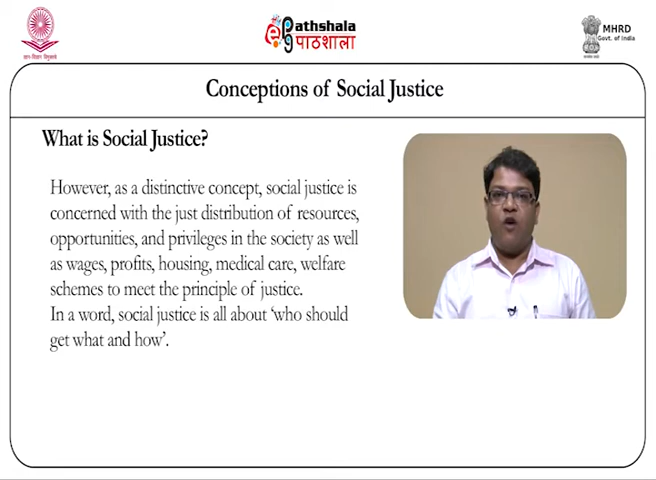 Pathshala
पाठशाला
MHRD
Govt. of India
Conceptions of Social Justice
What is Social Justice?
However, as a distinctive concept, social justice is
concerned with the just distribution of resources,
opportunities, and privileges in the society as well
as wages, profits, housing, medical care, welfare
schemes to meet the principle of justice.
In a word, social justice is all about ‘who should
get what and how’.